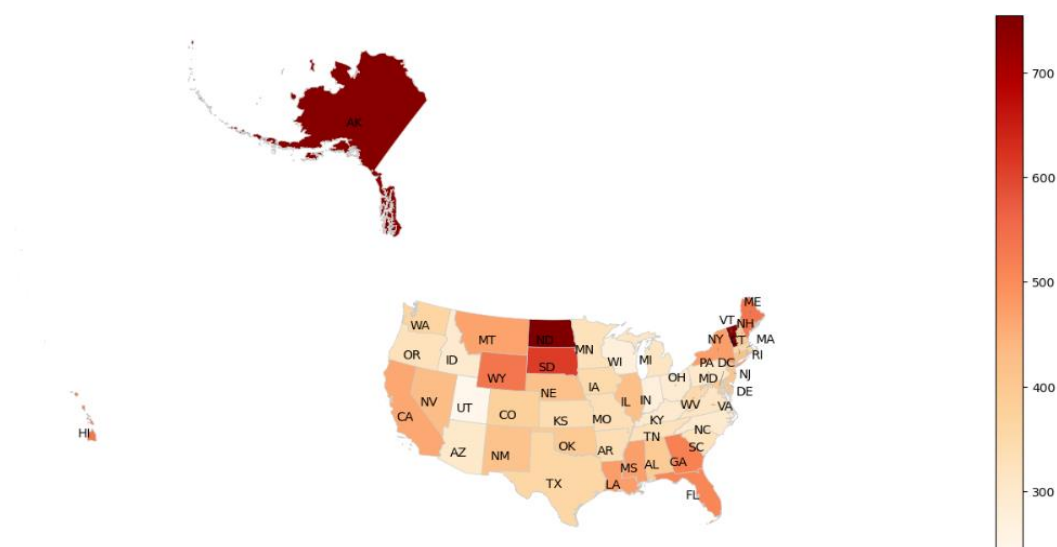 700
AK
600
ME
VT
NH
WA
MT
ND
NY
CT
MA
OR
ID
SD
MN
WI
MI
RI
PA
DC
WY
OH
MD
NJ
NE
IA
IL
IN
DE
NV
UT
CO
KS
MO
WV
VA
400
CA
KY
HI
AZ
NM
OK
AR
TN
NC
SC
MS
AL
GA
TX
LA
FL
300
500